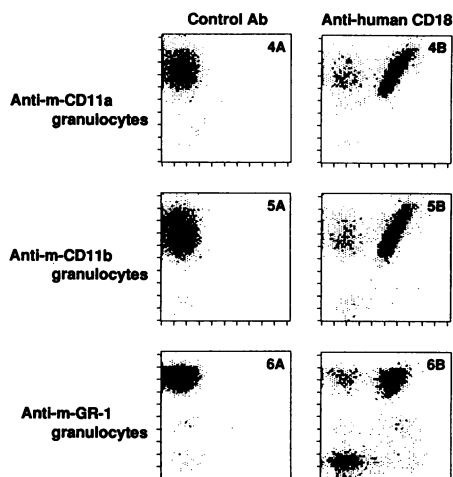 Control Ab Anti-human CD18
4A 4B
Anti-m-CD11a
granulocytes
5A 5B
Anti-m-CD11b
granulocytes
6A 6B
Anti-m-GR-1
granulocytes